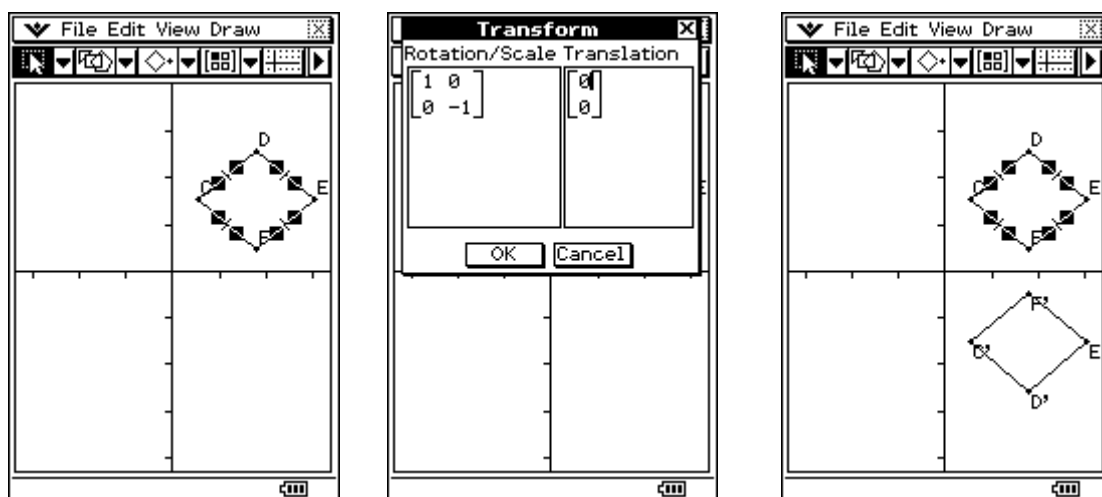 File Edit View Draw
D
C
E
F
Transform
Rotation/Scale Translation
1 0
0 -1
0
0
OK Cancel
File Edit View Draw
D
C
E
F
F'
C'
E
D'